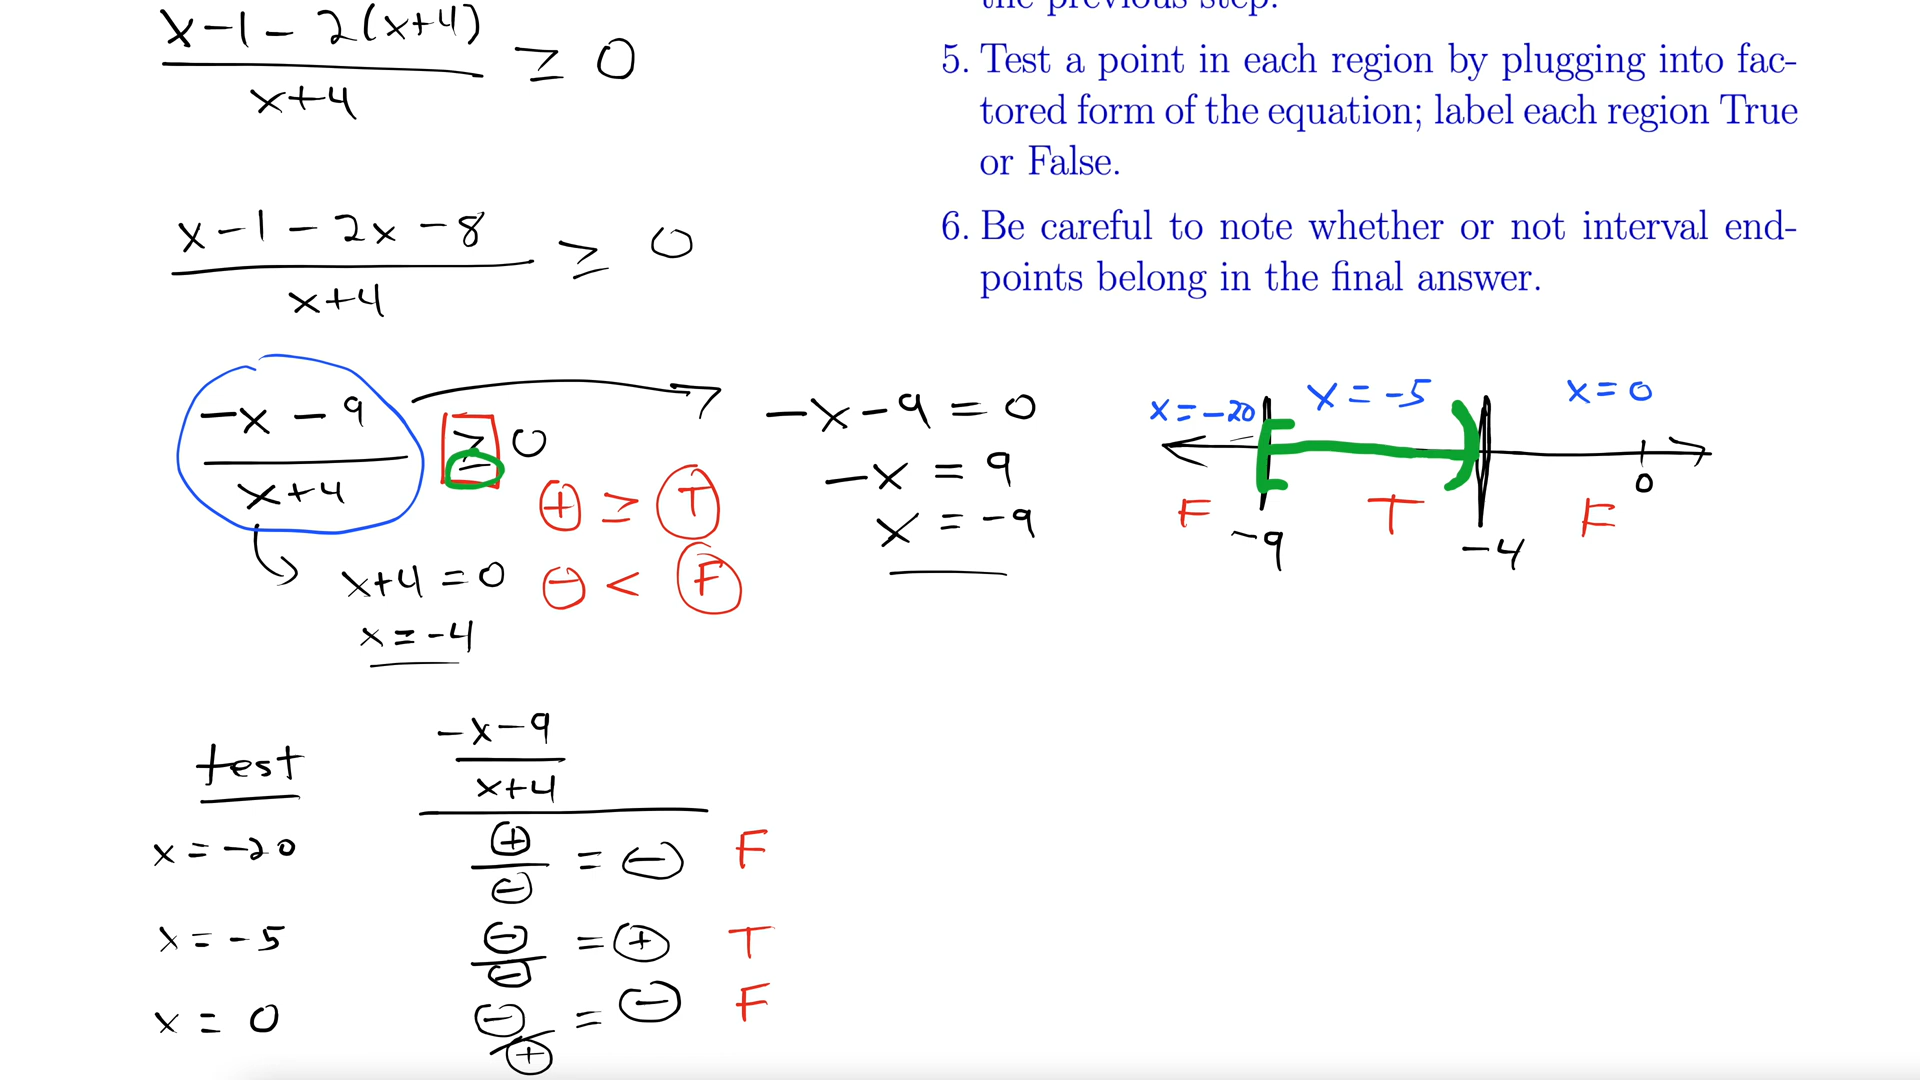 x-1-2(x+4)
x+4
≥ 0
x-1-2x-8
x+4
≥ 0
-x-9
x+4
≥ 0
⊕ ≥ T
⊖ < F
x+4=0
x=-4
-x-9=0
-x=9
x=-9
test
-x-9
x+4
x=-20
⊕
⊖
= ⊖ F
x=-5
⊖
⊖
= ⊕ T
x=0
⊖
⊕
= ⊖ F
the previous step.
5. Test a point in each region by plugging into fac-
tored form of the equation; label each region True
or False.
6. Be careful to note whether or not interval end-
points belong in the final answer.
x=-20 x=-5 x=0
0
F T F
-9 -4